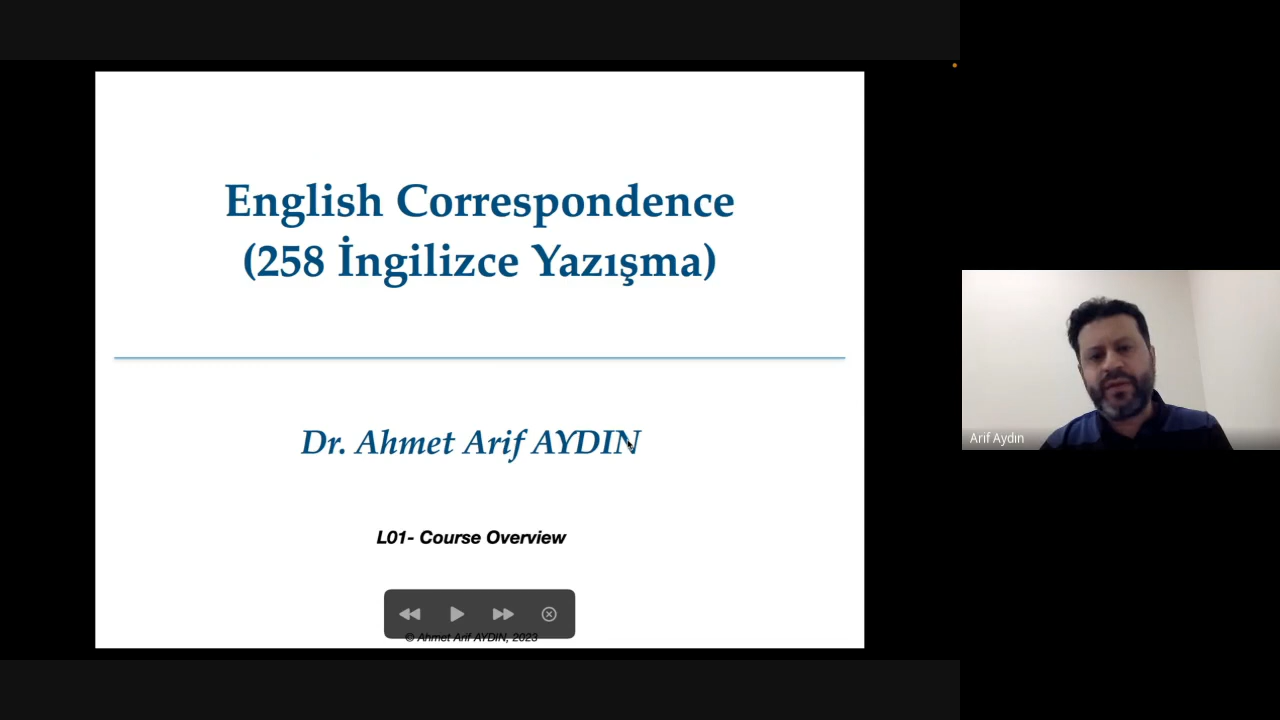 English Correspondence
(258 İngilizce Yazışma)
Dr. Ahmet Arif AYDIN
L01- Course Overview
© Ahmet Arif AYDIN, 2023
Arif Aydın